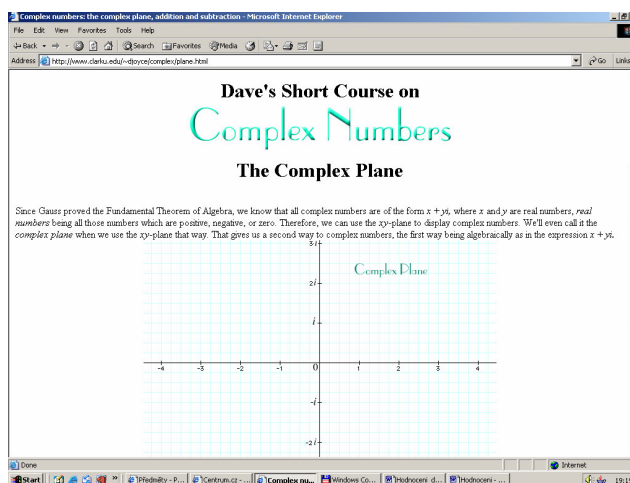 Complex numbers: the complex plane, addition and subtraction - Microsoft Internet Explorer
File Edit View Favorites Tools Help
Back Search Favorites Media
Address http://www.clarku.edu/~djoyce/complex/plane.html Go Links
Dave's Short Course on
Complex Numbers
The Complex Plane
Since Gauss proved the Fundamental Theorem of Algebra, we know that all complex numbers are of the form x + yi, where x and y are real numbers, real
numbers being all those numbers which are postive, negative, or zero. Therefore, we can use the xy-plane to display complex numbers. We'll even call it the
complex plane when we use the xy-plane that way. That gives us a second way to complex numbers, the first way being algebraically as in the expression x + yi.
3i
Complex Plane
2i
i
-4 -3 -2 -1 0 1 2 3 4
-i
-2i
Done Internet
Start Předměty - P... Centrum.cz - ... Complex nu... Windows Co... Hodnoceni_d... Hodnoceni - ... 19:15